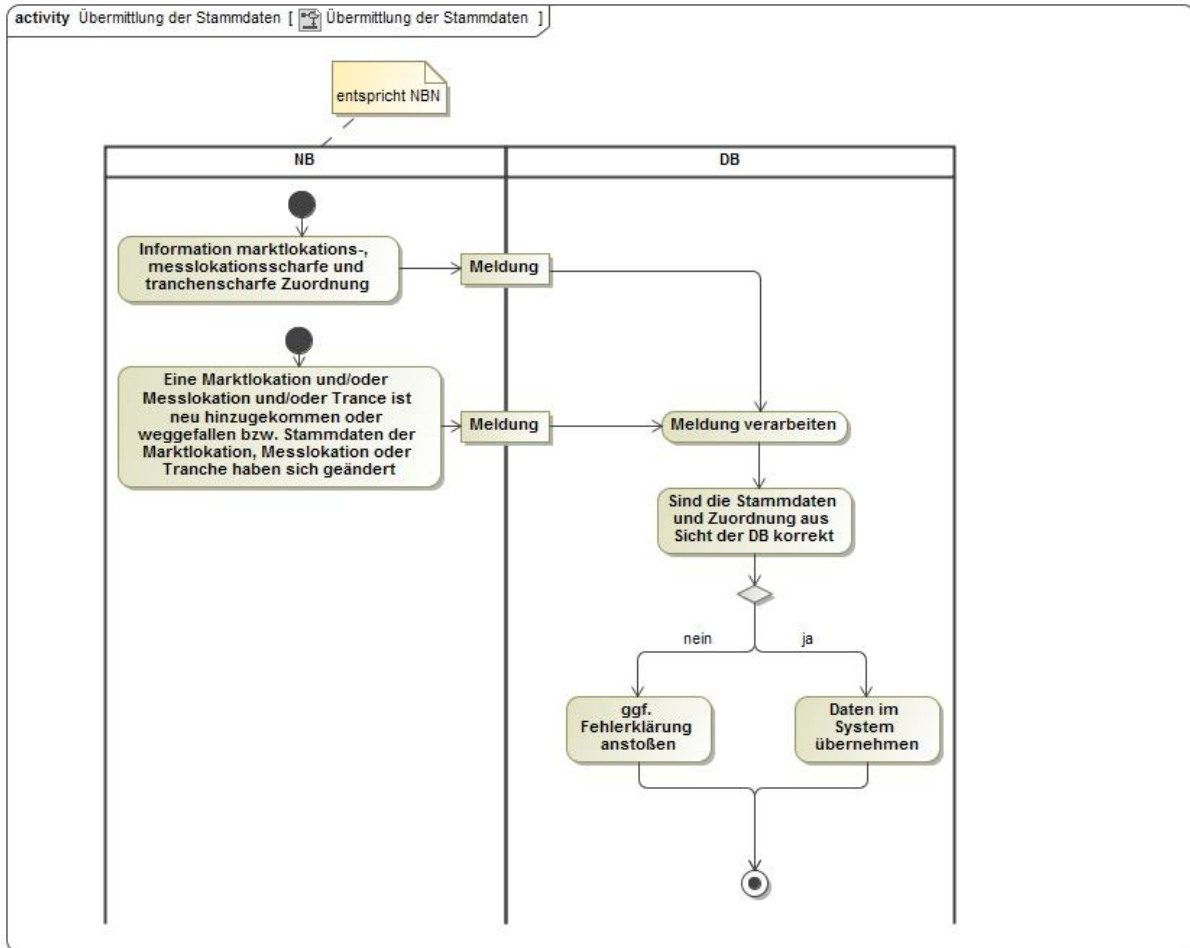 activity Übermittlung der Stammdaten [ Übermittlung der Stammdaten ]
entspricht NBN
NB
DB
Information marktlokations-,
messlokationsscharfe und
tranchenscharfe Zuordnung
Meldung
Eine Marktlokation und/oder
Messlokation und/oder Trance ist
neu hinzugekommen oder
weggefallen bzw. Stammdaten der
Marktlokation, Messlokation oder
Tranche haben sich geändert
Meldung
Meldung verarbeiten
Sind die Stammdaten
und Zuordnung aus
Sicht der DB korrekt
nein
ja
ggf.
Fehlerklärung
anstoßen
Daten im
System
übernehmen